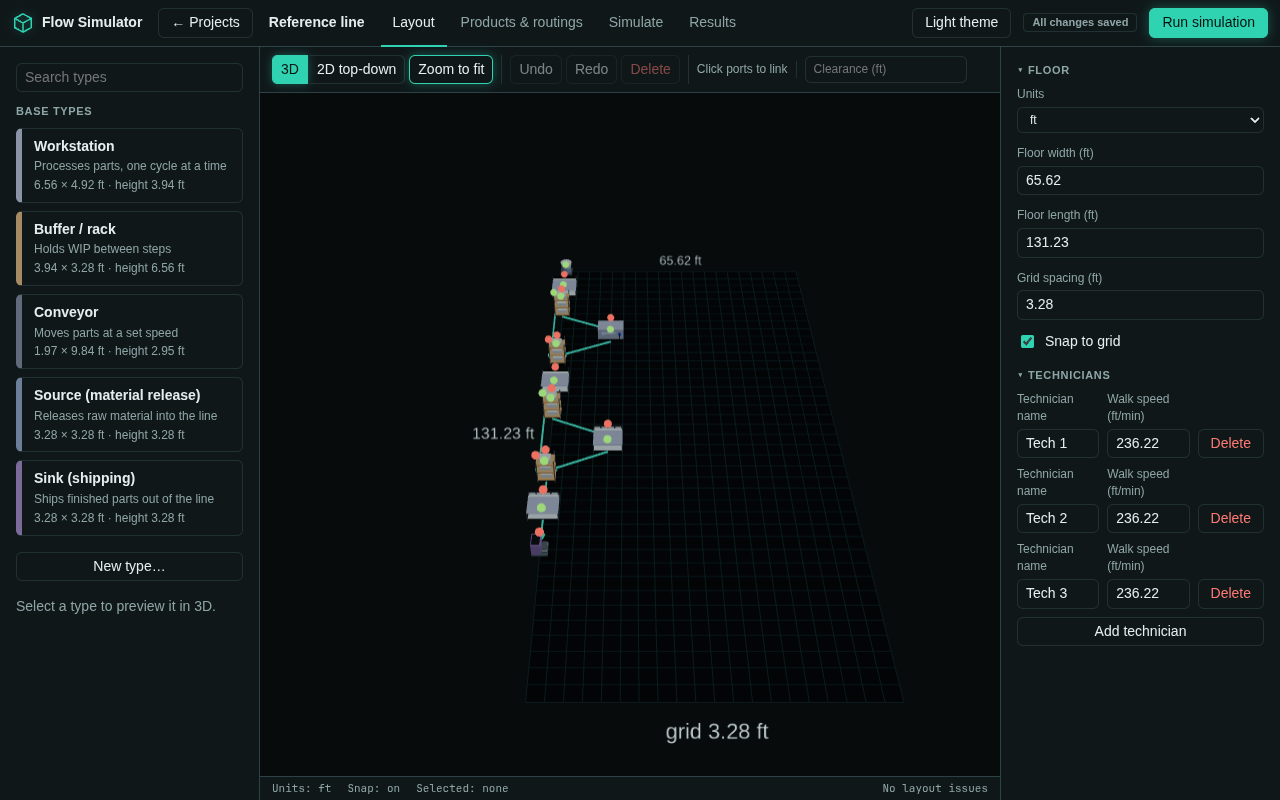 Flow Simulator
← Projects
Reference line
Layout
Products & routings
Simulate
Results
Light theme
All changes saved
Run simulation
Search types
BASE TYPES
Workstation
Processes parts, one cycle at a time
6.56 × 4.92 ft · height 3.94 ft
Buffer / rack
Holds WIP between steps
3.94 × 3.28 ft · height 6.56 ft
Conveyor
Moves parts at a set speed
1.97 × 9.84 ft · height 2.95 ft
Source (material release)
Releases raw material into the line
3.28 × 3.28 ft · height 3.28 ft
Sink (shipping)
Ships finished parts out of the line
3.28 × 3.28 ft · height 3.28 ft
New type…
Select a type to preview it in 3D.
3D
2D top-down
Zoom to fit
Undo
Redo
Delete
Click ports to link
Clearance (ft)
65.62 ft
131.23 ft
grid 3.28 ft
Units: ft
Snap: on
Selected: none
No layout issues
FLOOR
Units
ft
Floor width (ft)
65.62
Floor length (ft)
131.23
Grid spacing (ft)
3.28
Snap to grid
TECHNICIANS
Technician name
Walk speed (ft/min)
Tech 1
236.22
Delete
Technician name
Walk speed (ft/min)
Tech 2
236.22
Delete
Technician name
Walk speed (ft/min)
Tech 3
236.22
Delete
Add technician